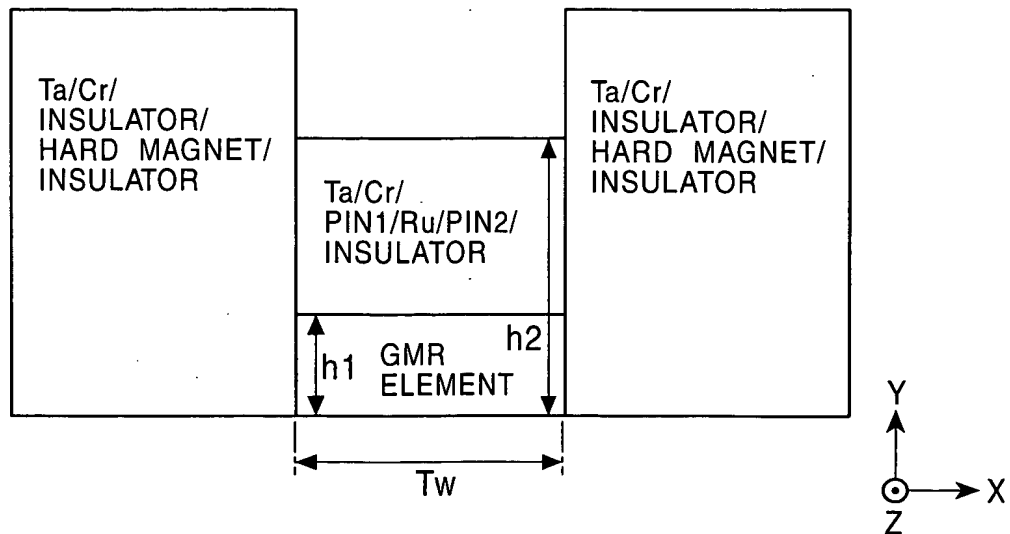 Ta/Cr/
INSULATOR/
HARD MAGNET/
INSULATOR
Ta/Cr/
PIN1/Ru/PIN2/
INSULATOR
Ta/Cr/
INSULATOR/
HARD MAGNET/
INSULATOR
h1
GMR
ELEMENT
h2
Tw
Y
X
Z